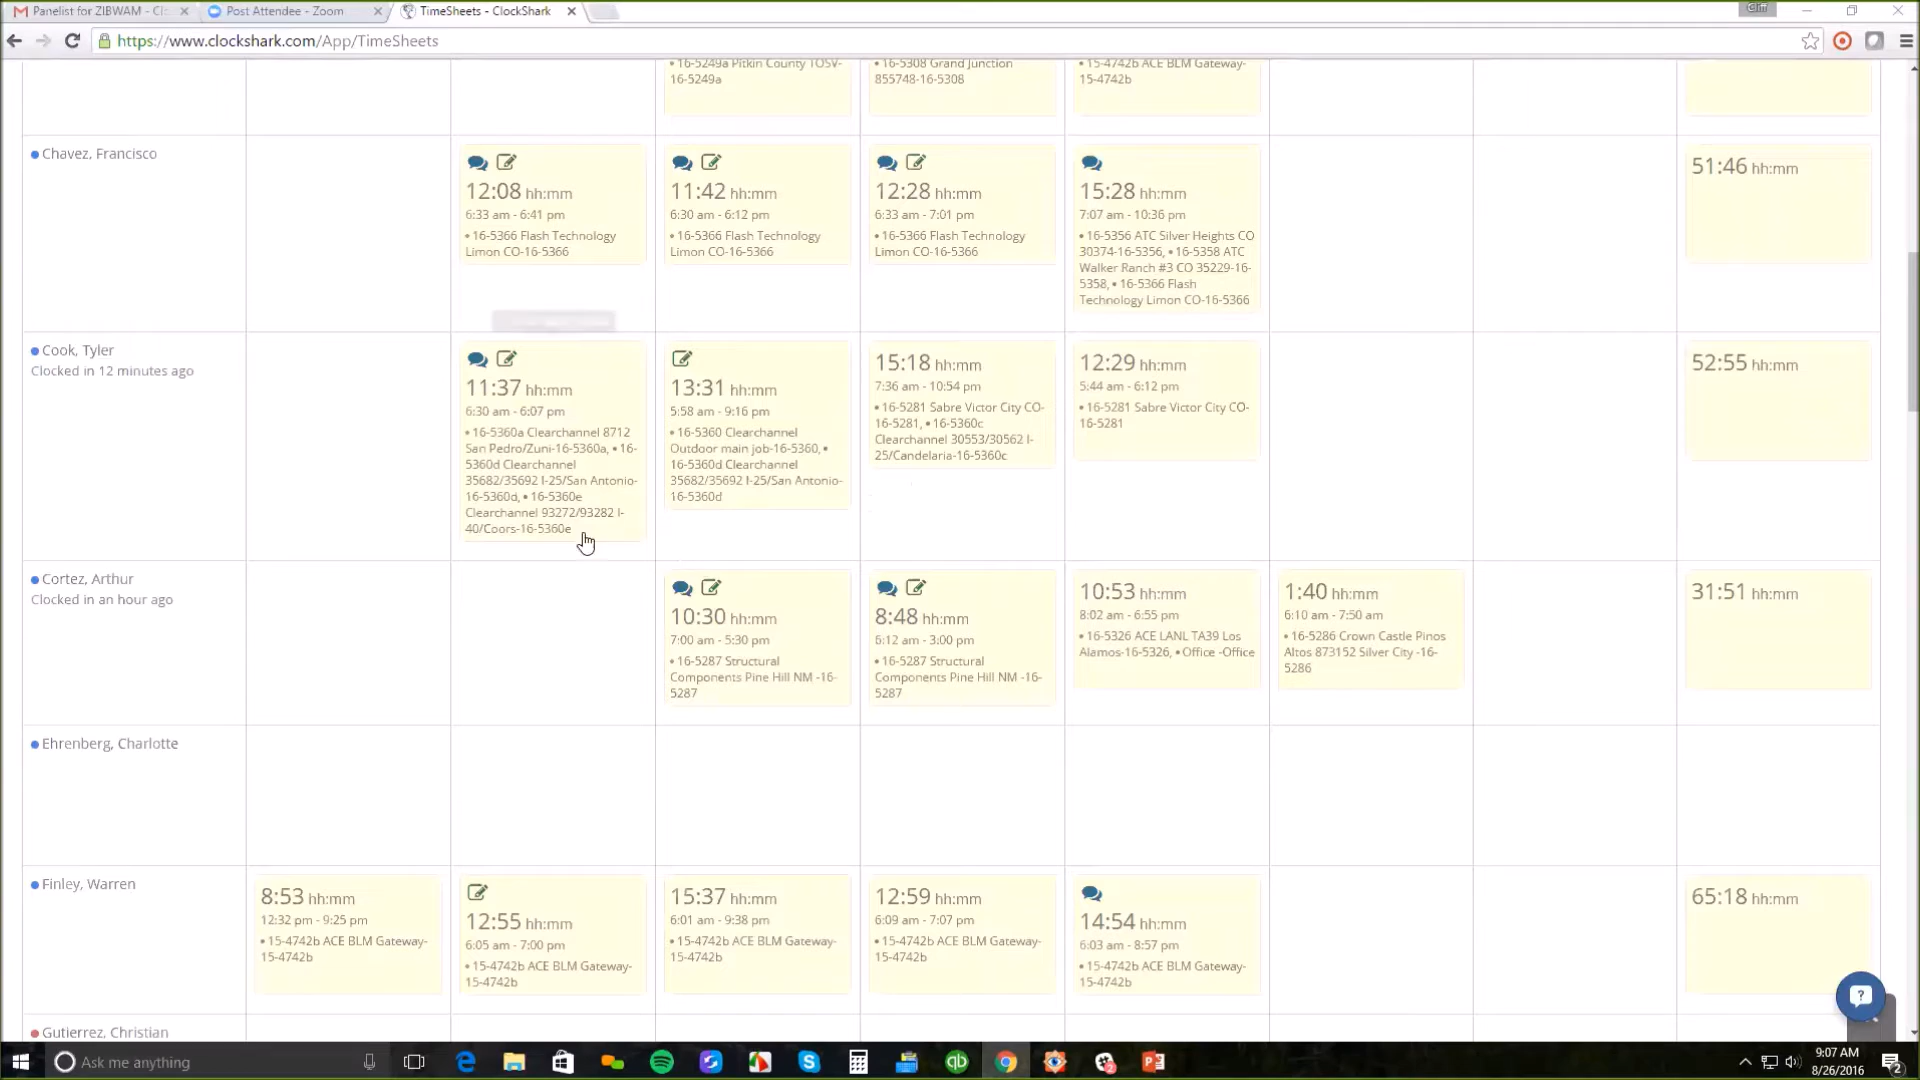 Panelist for ZIBWAM - Cl
Post Attendee - Zoom
TimeSheets - ClockShark
Cliff
https://www.clockshark.com/App/TimeSheets
• 16-5249a Pitkin County TOSV-
16-5249a
• 16-5308 Grand Junction
855748-16-5308
• 15-4742b ACE BLM Gateway-
15-4742b
Chavez, Francisco
12:08 hh:mm
6:33 am - 6:41 pm
• 16-5366 Flash Technology
Limon CO-16-5366
11:42 hh:mm
6:30 am - 6:12 pm
• 16-5366 Flash Technology
Limon CO-16-5366
12:28 hh:mm
6:33 am - 7:01 pm
• 16-5366 Flash Technology
Limon CO-16-5366
15:28 hh:mm
7:07 am - 10:36 pm
• 16-5356 ATC Silver Heights CO
30374-16-5356, • 16-5358 ATC
Walker Ranch #3 CO 35229-16-
5358, • 16-5366 Flash
Technology Limon CO-16-5366
51:46 hh:mm
Cook, Tyler
Clocked in 12 minutes ago
11:37 hh:mm
6:30 am - 6:07 pm
• 16-5360a Clearchannel 8712
San Pedro/Zuni-16-5360a, • 16-
5360d Clearchannel
35682/35692 I-25/San Antonio-
16-5360d, • 16-5360e
Clearchannel 93272/93282 I-
40/Coors-16-5360e
13:31 hh:mm
5:58 am - 9:16 pm
• 16-5360 Clearchannel
Outdoor main job-16-5360, •
16-5360d Clearchannel
35682/35692 I-25/San Antonio-
16-5360d
15:18 hh:mm
7:36 am - 10:54 pm
• 16-5281 Sabre Victor City CO-
16-5281, • 16-5360c
Clearchannel 30553/30562 I-
25/Candelaria-16-5360c
12:29 hh:mm
5:44 am - 6:12 pm
• 16-5281 Sabre Victor City CO-
16-5281
52:55 hh:mm
Cortez, Arthur
Clocked in an hour ago
10:30 hh:mm
7:00 am - 5:30 pm
• 16-5287 Structural
Components Pine Hill NM -16-
5287
8:48 hh:mm
6:12 am - 3:00 pm
• 16-5287 Structural
Components Pine Hill NM -16-
5287
10:53 hh:mm
8:02 am - 6:55 pm
• 16-5326 ACE LANL TA39 Los
Alamos-16-5326, • Office -Office
1:40 hh:mm
6:10 am - 7:50 am
• 16-5286 Crown Castle Pinos
Altos 873152 Silver City -16-
5286
31:51 hh:mm
Ehrenberg, Charlotte
Finley, Warren
8:53 hh:mm
12:32 pm - 9:25 pm
• 15-4742b ACE BLM Gateway-
15-4742b
12:55 hh:mm
6:05 am - 7:00 pm
• 15-4742b ACE BLM Gateway-
15-4742b
15:37 hh:mm
6:01 am - 9:38 pm
• 15-4742b ACE BLM Gateway-
15-4742b
12:59 hh:mm
6:09 am - 7:07 pm
• 15-4742b ACE BLM Gateway-
15-4742b
14:54 hh:mm
6:03 am - 8:57 pm
• 15-4742b ACE BLM Gateway-
15-4742b
65:18 hh:mm
Gutierrez, Christian
Ask me anything
9:07 AM
8/26/2016